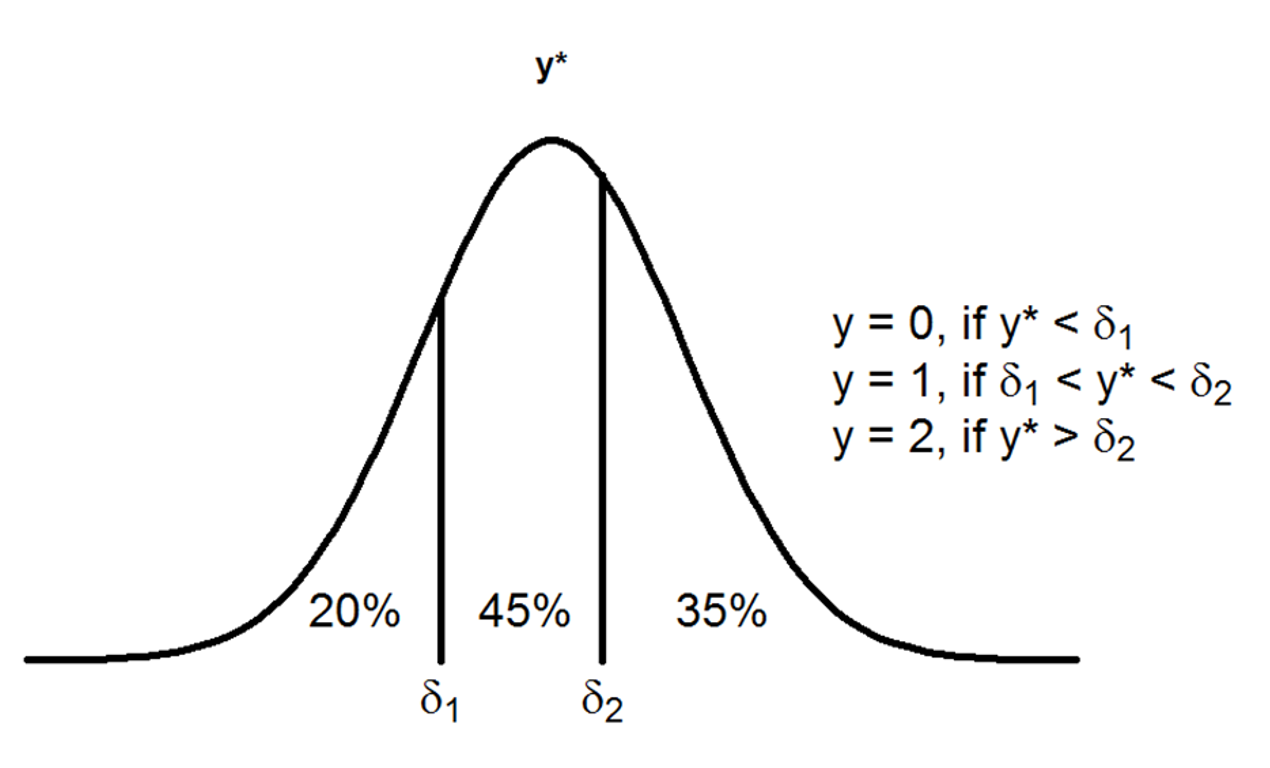 y*
y = 0, if y* < δ1
y = 1, if δ1 < y* < δ2
y = 2, if y* > δ2
20% 45% 35%
δ1 δ2